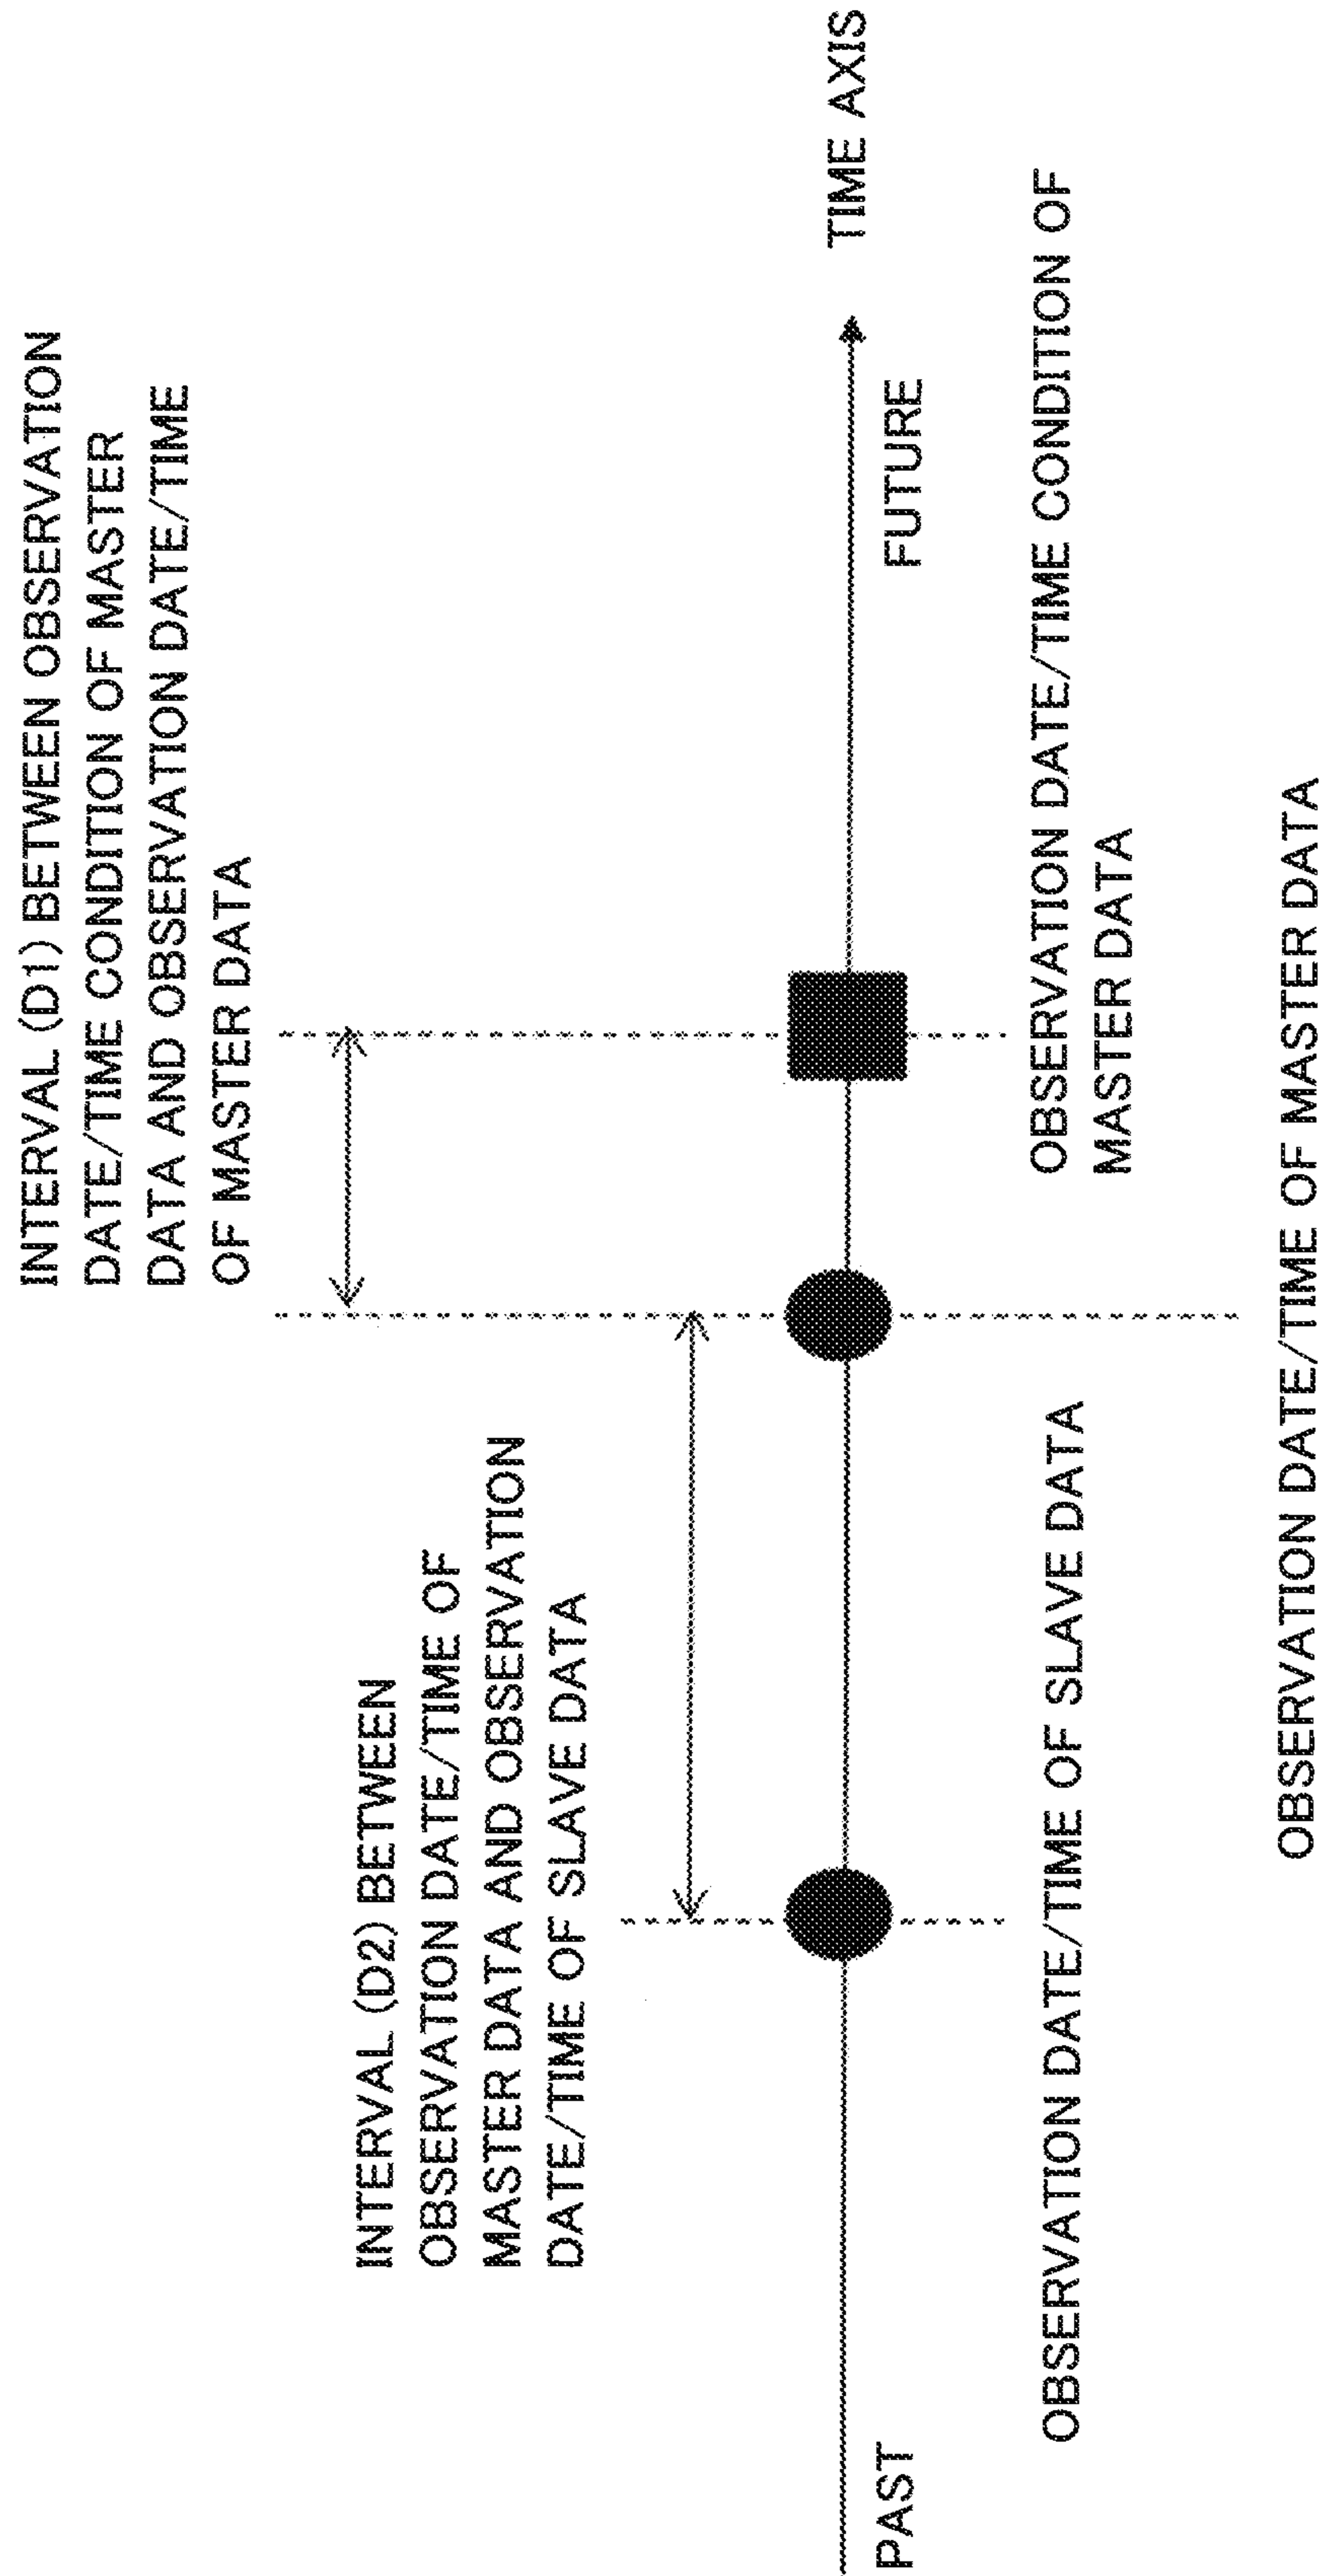 INTERVAL (D1) BETWEEN OBSERVATION
DATE/TIME CONDITION OF MASTER
DATA AND OBSERVATION DATE/TIME
OF MASTER DATA
INTERVAL (D2) BETWEEN
OBSERVATION DATE/TIME OF
MASTER DATA AND OBSERVATION
DATE/TIME OF SLAVE DATA
TIME AXIS
PAST
FUTURE
OBSERVATION DATE/TIME OF SLAVE DATA
OBSERVATION DATE/TIME CONDITION OF
MASTER DATA
OBSERVATION DATE/TIME OF MASTER DATA